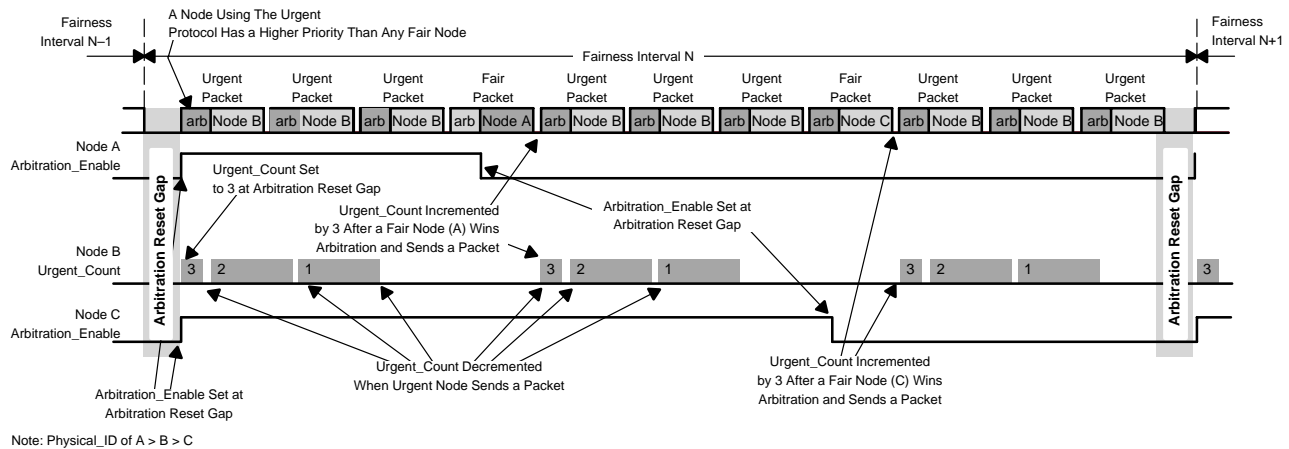 Fairness
Interval N–1
A Node Using The Urgent
Protocol Has a Higher Priority Than Any Fair Node
Fairness
Interval N+1
Fairness Interval N
Urgent
Packet
Urgent
Packet
Urgent
Packet
Fair
Packet
Urgent
Packet
Urgent
Packet
Urgent
Packet
Fair
Packet
Urgent
Packet
Urgent
Packet
Urgent
Packet
arb Node B arb Node B arb Node B arb Node A arb Node B arb Node B arb Node B arb Node C arb Node B arb Node B arb Node B
Node A
Arbitration_Enable
Arbitration Reset Gap
Urgent_Count Set
to 3 at Arbitration Reset Gap
Urgent_Count Incremented
by 3 After a Fair Node (A) Wins
Arbitration and Sends a Packet
Arbitration_Enable Set at
Arbitration Reset Gap
Arbitration Reset Gap
Node B
Urgent_Count
3 2 1 3 2 1 3 2 1 3
Node C
Arbitration_Enable
Urgent_Count Decremented
When Urgent Node Sends a Packet
Urgent_Count Incremented
by 3 After a Fair Node (C) Wins
Arbitration and Sends a Packet
Arbitration_Enable Set at
Arbitration Reset Gap
Note: Physical_ID of A > B > C